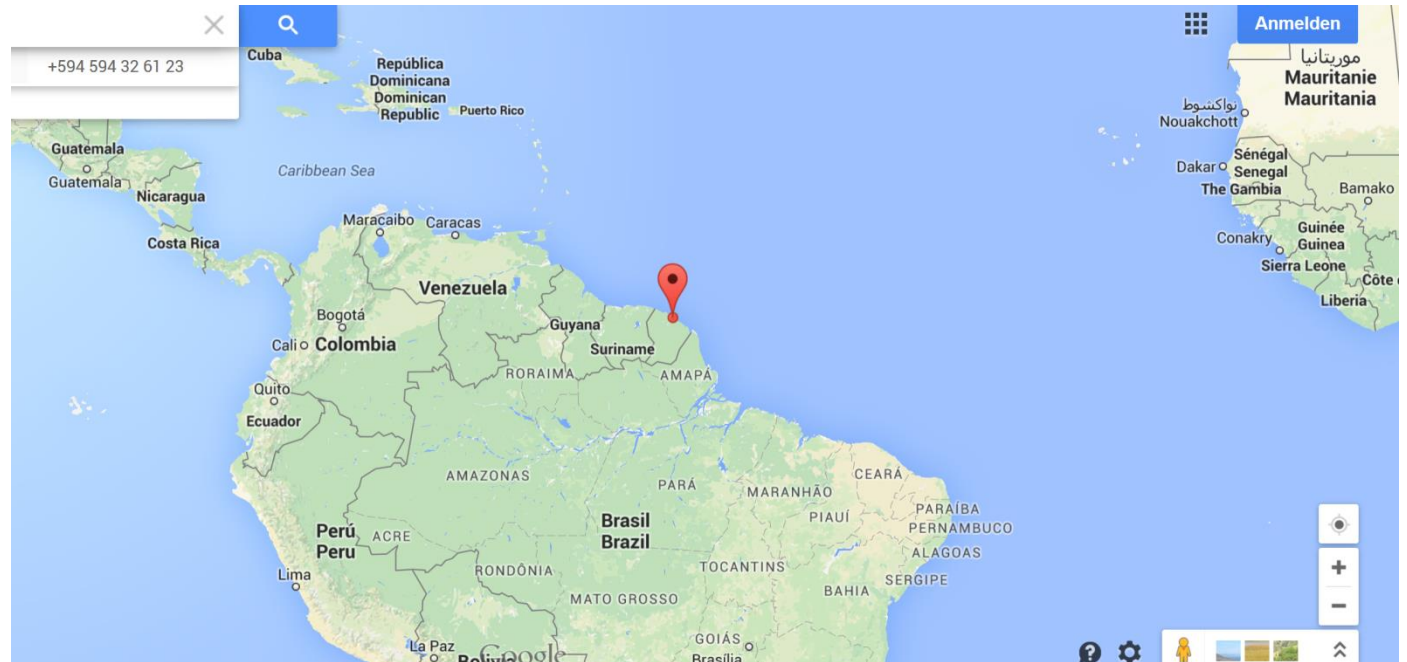 Anmelden
+594 594 32 61 23
Cuba
República
Dominicana
Dominican
Republic
Puerto Rico
موريتانيا
Mauritanie
Mauritania
نواكشوط
Nouakchott
Guatemala
Guatemala
Nicaragua
Caribbean Sea
Dakar
Sénégal
Senegal
The Gambia
Bamako
Costa Rica
Maracaibo
Caracas
Conakry
Guinée
Guinea
Sierra Leone
Côte
Liberia
Venezuela
Bogotá
Guyana
Cali
Colombia
Suriname
RORAIMA
AMAPÁ
Quito
Ecuador
AMAZONAS
PARÁ
MARANHÃO
CEARÁ
PIAUÍ
PARAÍBA
PERNAMBUCO
Perú
Peru
ACRE
Brasil
Brazil
ALAGOAS
RONDÔNIA
TOCANTINS
SERGIPE
Lima
MATO GROSSO
BAHIA
GOIÁS
La Paz
Google
Brasília